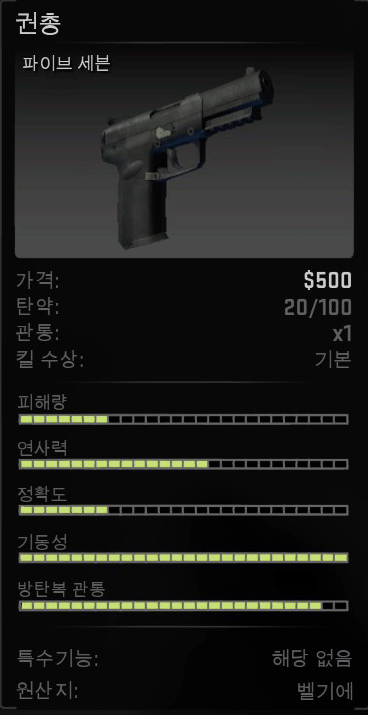 권총
파이브 세븐
가격: $500
탄약: 20/100
관통: x1
킬 수상: 기본
피해량
연사력
정확도
기동성
방탄복 관통
특수기능: 해당 없음
원산지: 벨기에